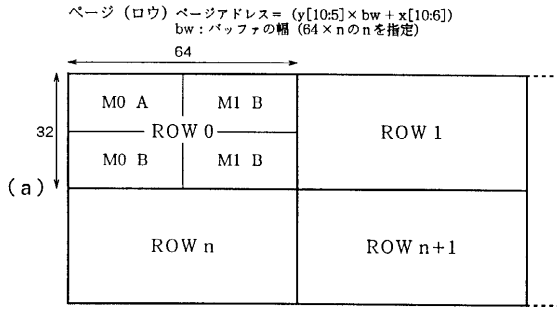 ページ (ロウ) ページアドレス= (y[10:5]×bw + x[10:6])
bw:バッファの幅 (64×nのnを指定)
64
M0 A M1 B
32 ROW 0 ROW 1
M0 B M1 B
(a)
ROW n ROW n+1